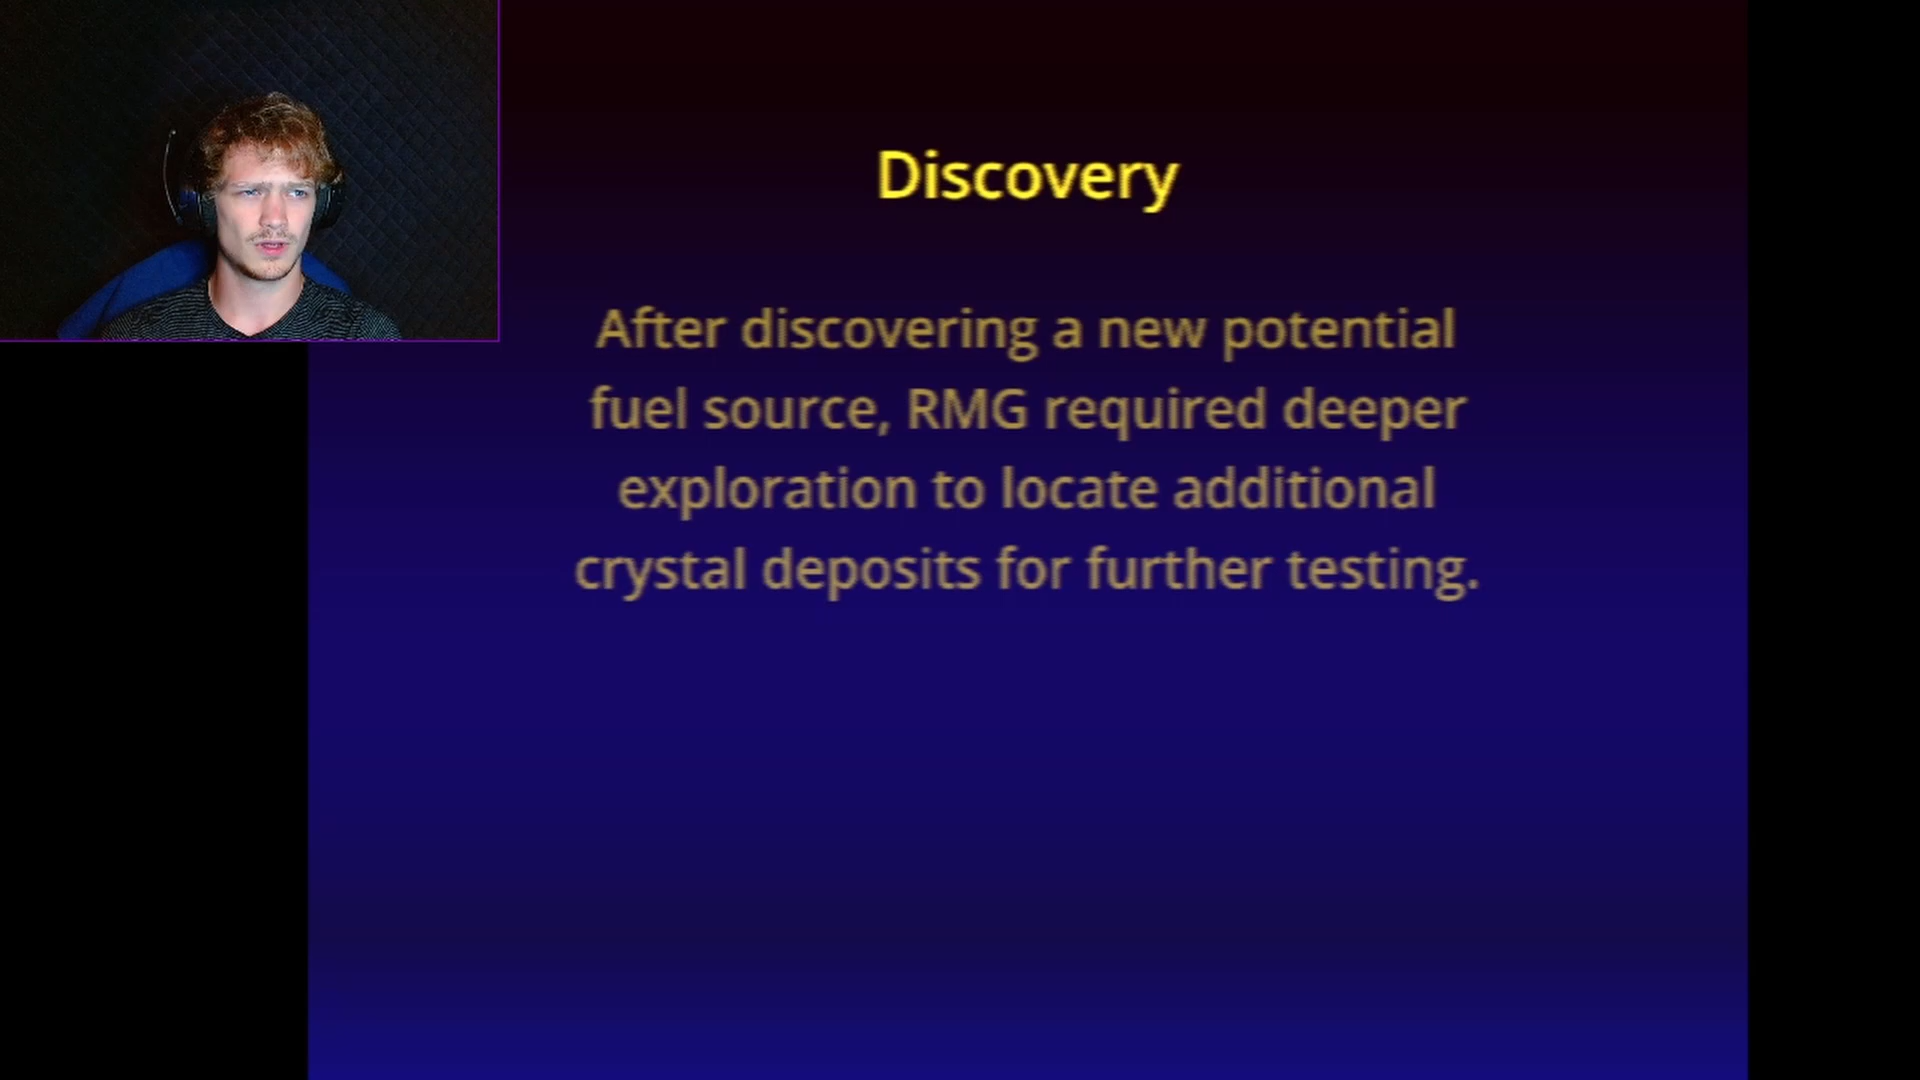 Discovery
After discovering a new potential
fuel source, RMG required deeper
exploration to locate additional
crystal deposits for further testing.